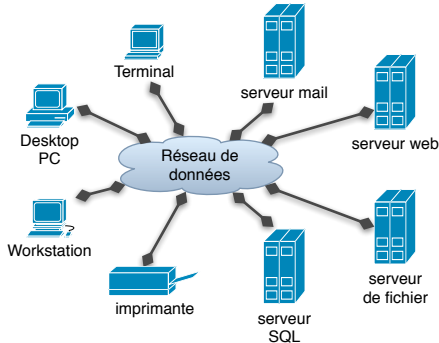 Terminal
serveur mail
Desktop
PC
serveur web
Réseau de
données
Workstation
imprimante
serveur
SQL
serveur
de fichier